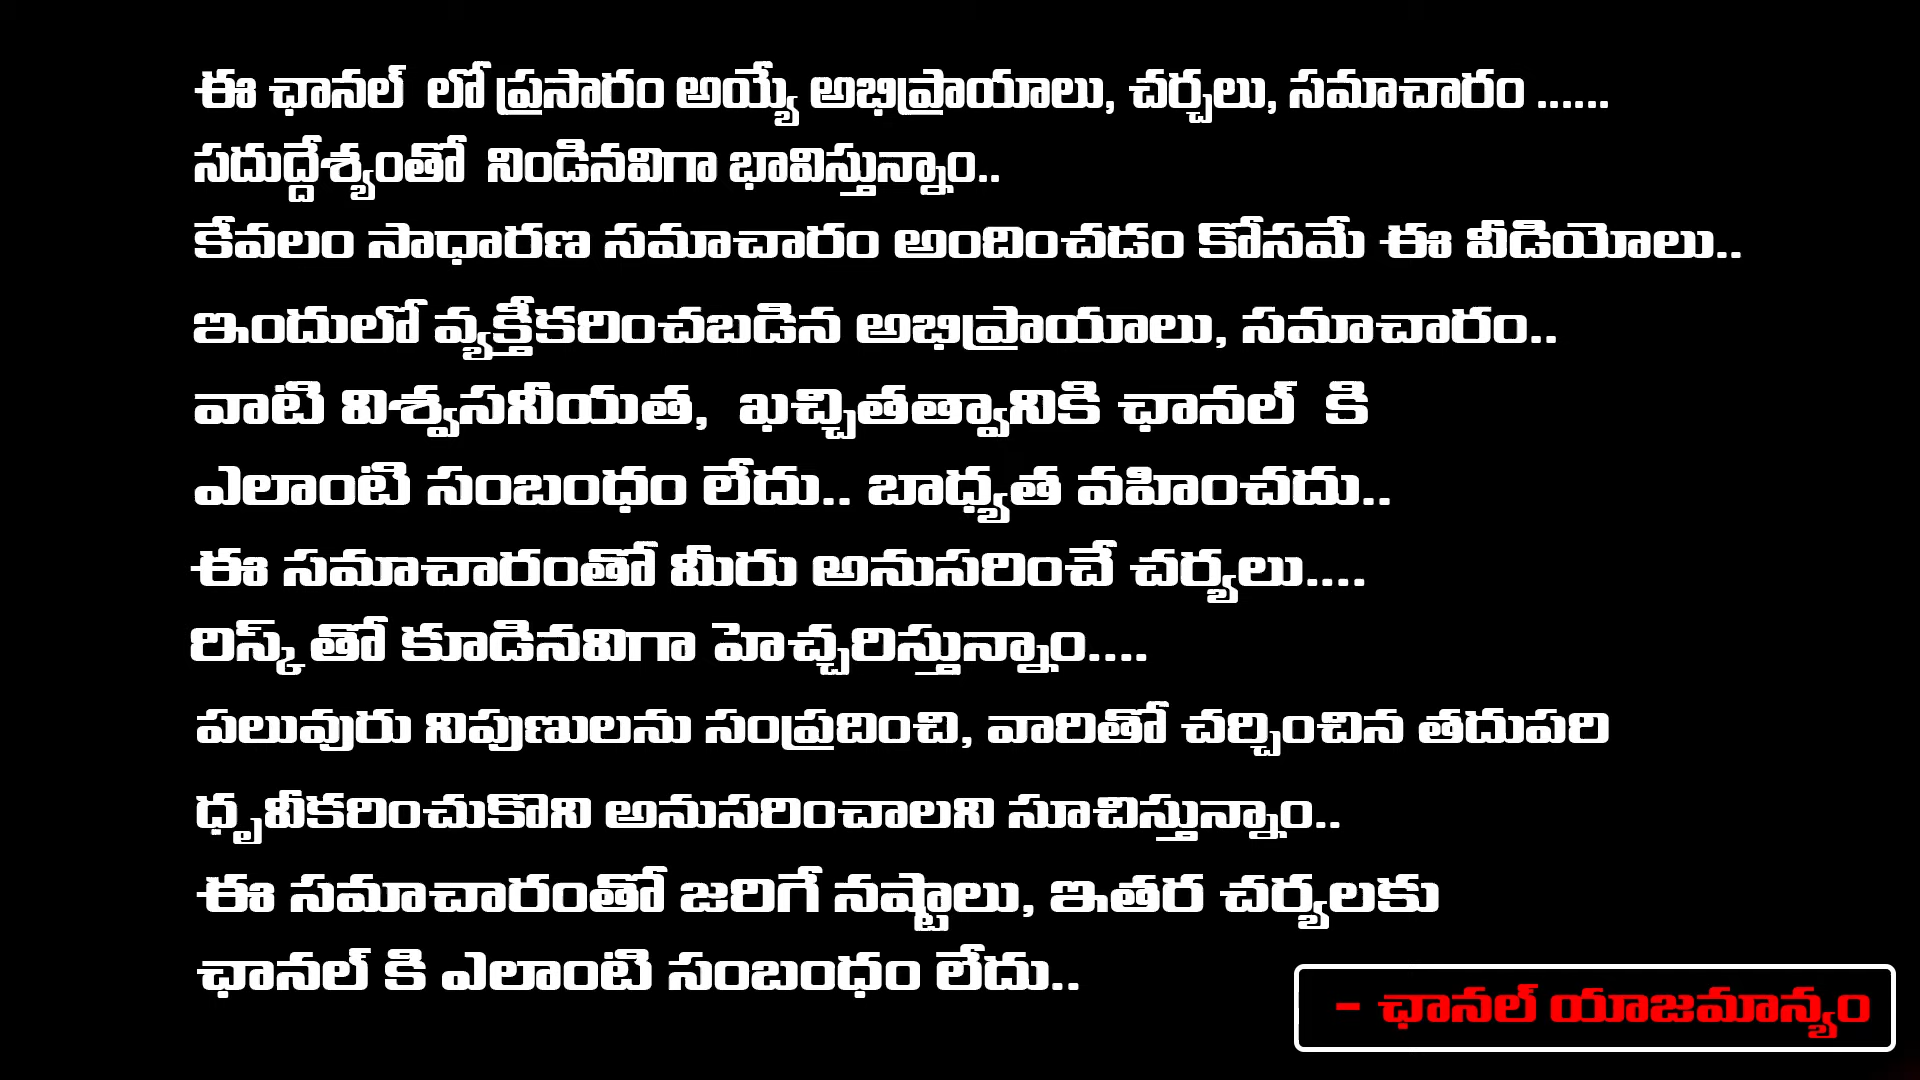 ఈ ఛానల్ లో ప్రసారం అయ్యే అభిప్రాయాలు, చర్చలు, సమాచారం ......
సదుద్దేశ్యంతో నిండినవిగా భావిస్తున్నాం..
కేవలం సాధారణ సమాచారం అందించడం కోసమే ఈ వీడియోలు..
ఇందులో వ్యక్తీకరించబడిన అభిప్రాయాలు, సమాచారం..
వాటి విశ్వసనీయత, ఖచ్చితత్వానికి ఛానల్ కి
ఎలాంటి సంబంధం లేదు.. బాధ్యత వహించదు..
ఈ సమాచారంతో మీరు అనుసరించే చర్యలు....
రిస్క్ తో కూడినవిగా హెచ్చరిస్తున్నాం....
పలువురు నిపుణులను సంప్రదించి, వారితో చర్చించిన తదుపరి
ధృవీకరించుకొని అనుసరించాలని సూచిస్తున్నాం..
ఈ సమాచారంతో జరిగే నష్టాలు, ఇతర చర్యలకు
ఛానల్ కి ఎలాంటి సంబంధం లేదు..
- ఛానల్ యాజమాన్యం